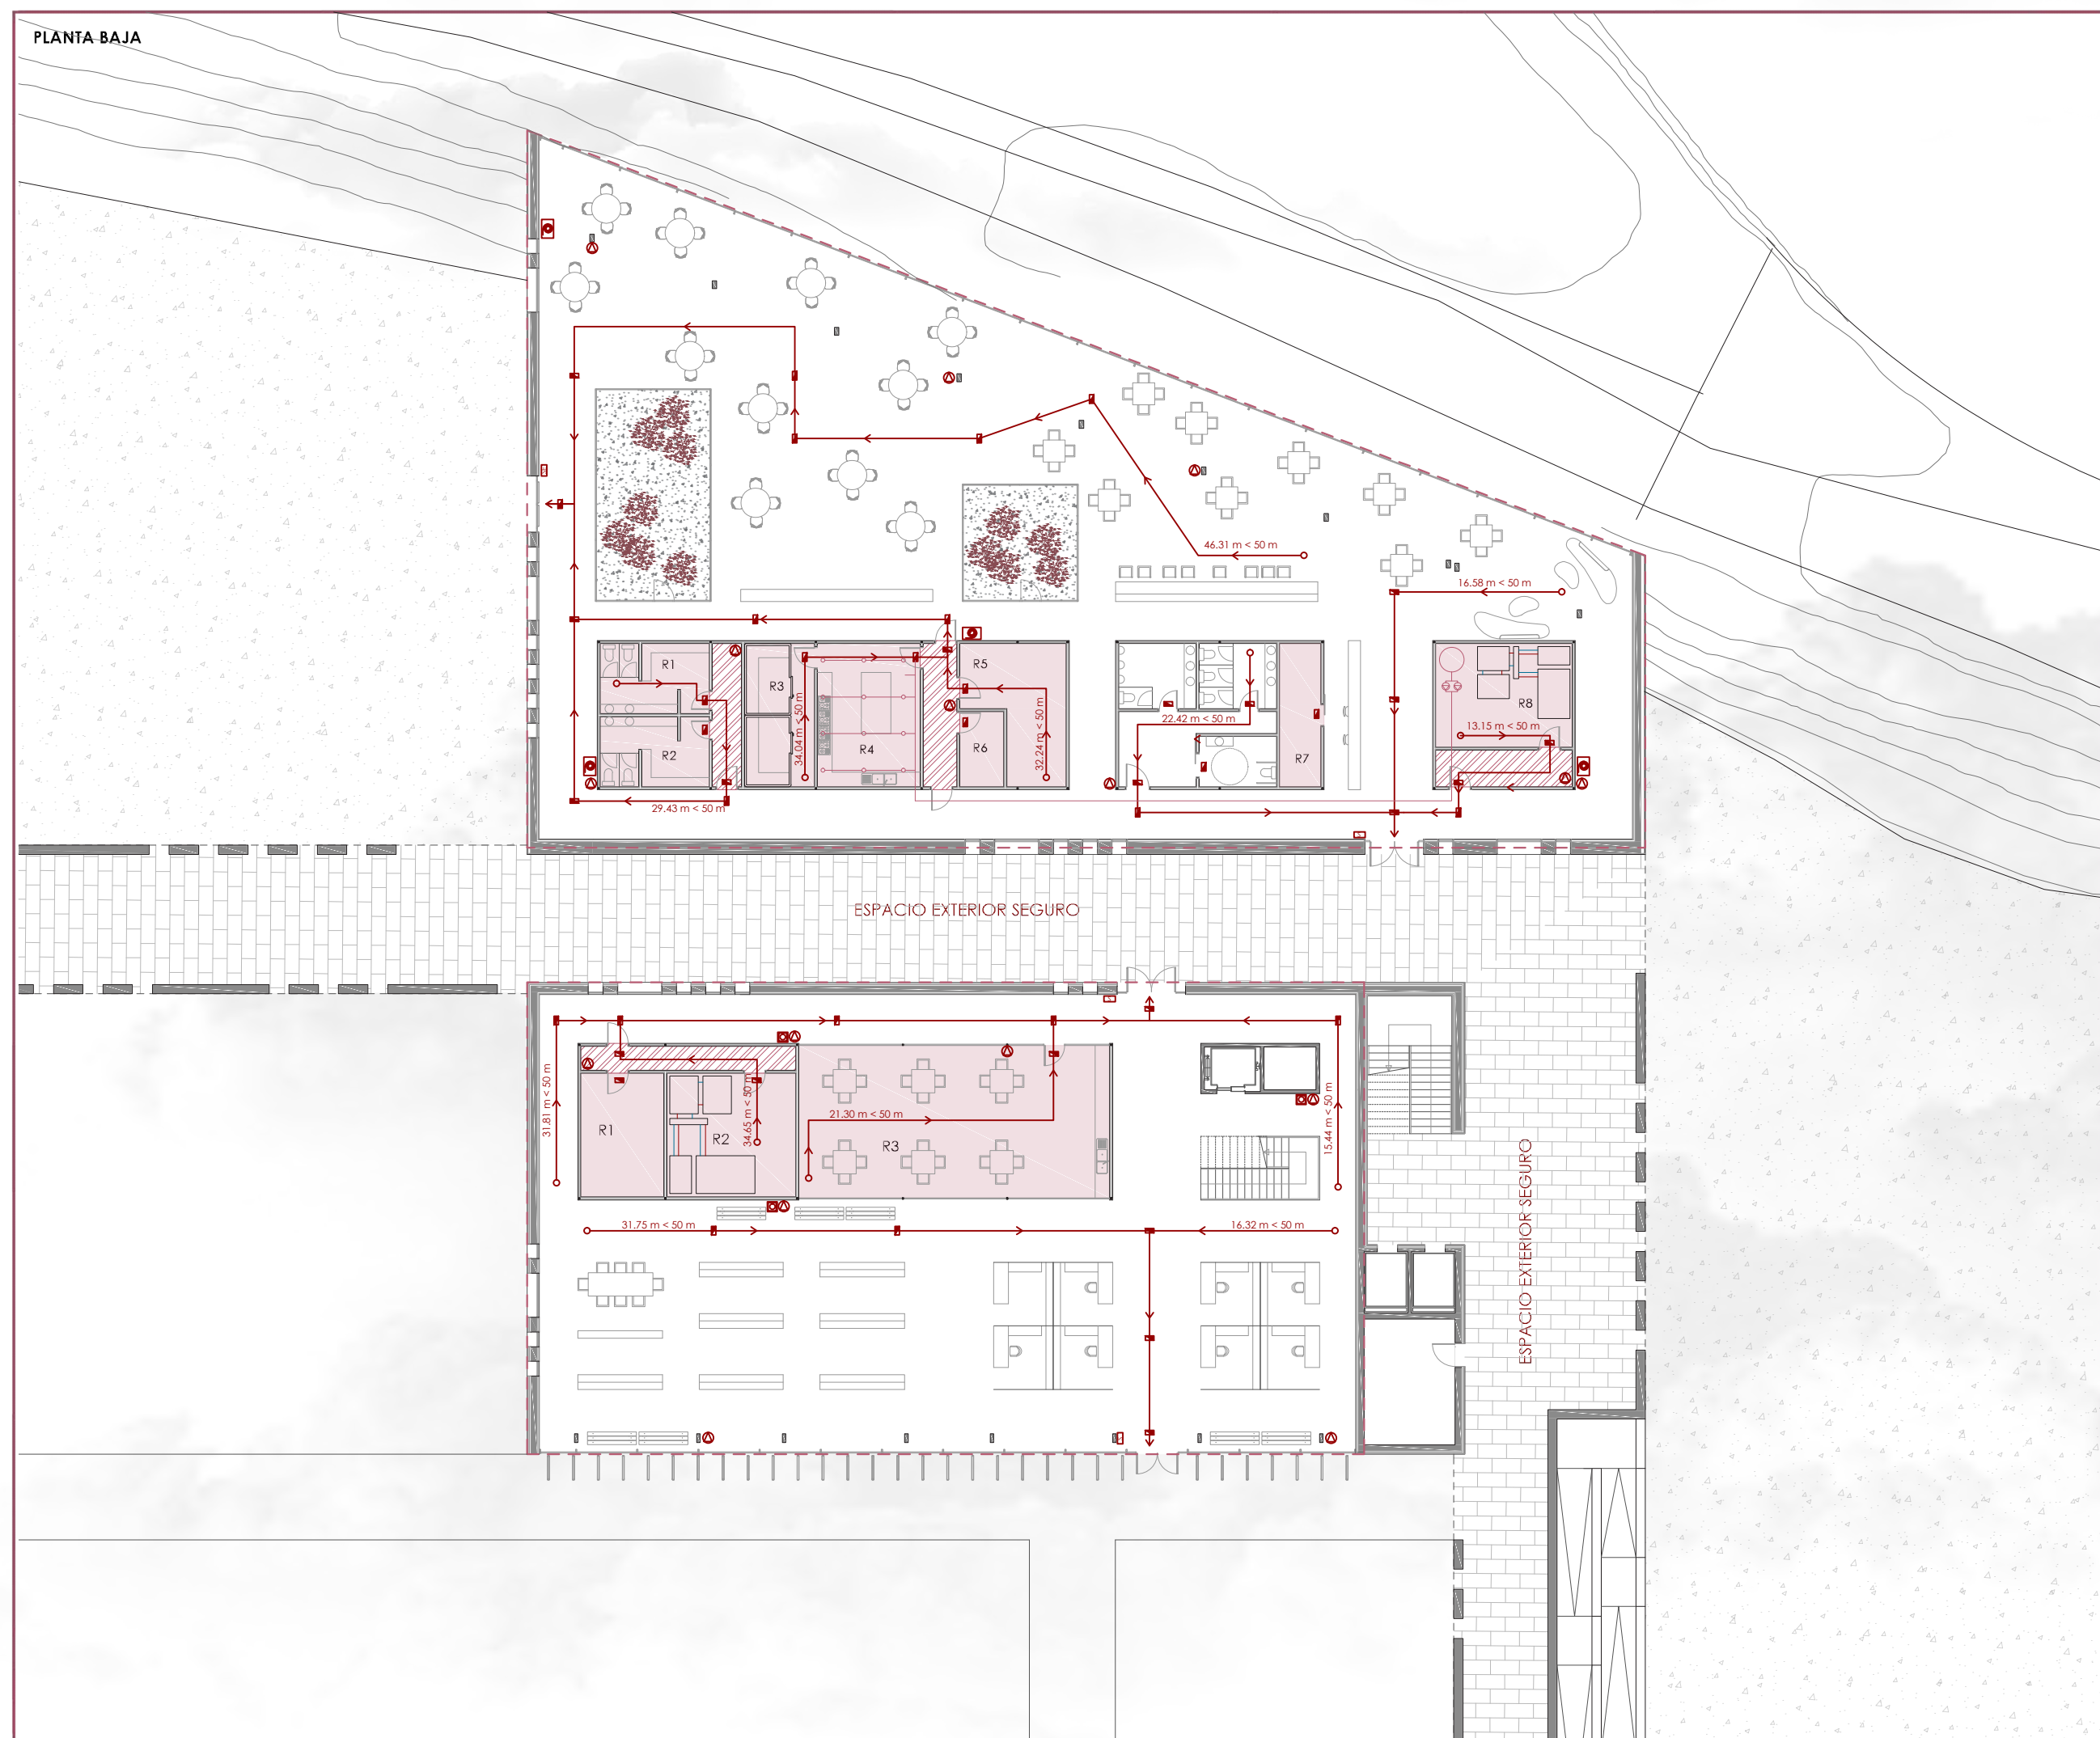 PLANTA BAJA
46.31 m < 50 m
16.58 m < 50 m
R1
R2
R3
R4
34.04 m < 50 m
R5
R6
32.24 m < 50 m
22.42 m < 50 m
R7
R8
13.15 m < 50 m
29.43 m < 50 m
ESPACIO EXTERIOR SEGURO
31.81 m < 50 m
R1
R2
34.65 m < 50 m
21.30 m < 50 m
R3
15.44 m < 50 m
ESPACIO EXTERIOR SEGURO
31.75 m < 50 m
16.32 m < 50 m